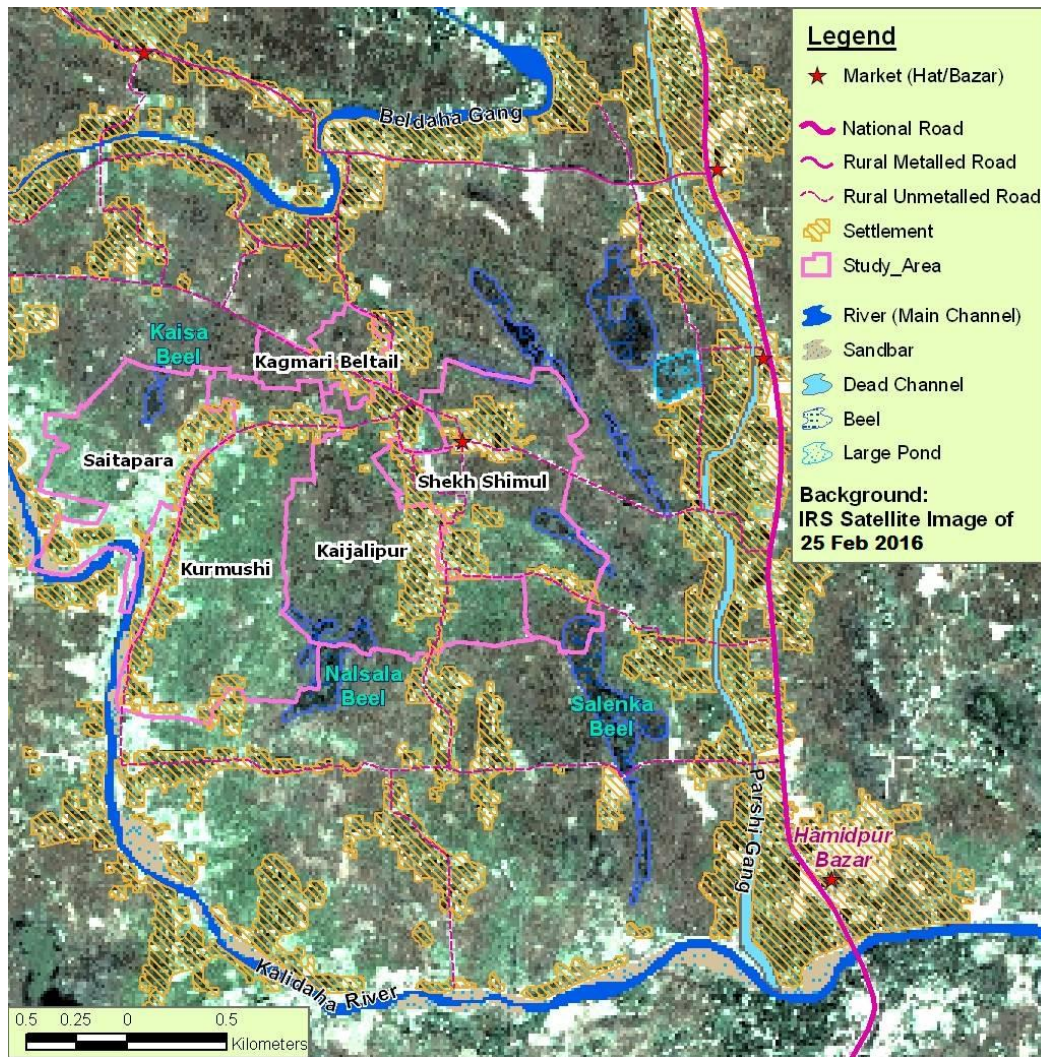 Legend
Market (Hat/Bazar)
National Road
Rural Metalled Road
Rural Unmetalled Road
Settlement
Study_Area
River (Main Channel)
Sandbar
Dead Channel
Beel
Large Pond
Background:
IRS Satellite Image of
25 Feb 2016
Beldaha Gang
Kaisa
Beel
Kagmari Beltail
Saitapara
Shekh Shimul
Kurmushi
Kaijalipur
Nalsala
Beel
Salenka
Beel
Parshi Gang
Hamidpur
Bazar
Kalidaha River
0.5 0.25 0 0.5
Kilometers